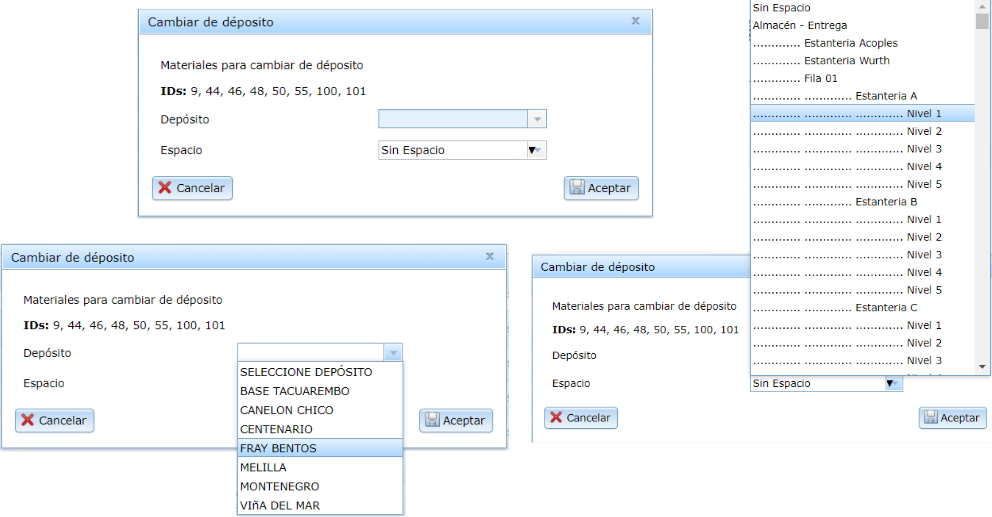 Cambiar de depósito
Materiales para cambiar de déposito
IDs: 9, 44, 46, 48, 50, 55, 100, 101
Depósito
Espacio
Sin Espacio
Cancelar
Aceptar
Cambiar de depósito
Materiales para cambiar de déposito
IDs: 9, 44, 46, 48, 50, 55, 100, 101
Depósito
Espacio
SELECCIONE DEPÓSITO
BASE TACUAREMBO
CANELON CHICO
CENTENARIO
FRAY BENTOS
MELILLA
MONTENEGRO
VIñA DEL MAR
Cancelar
Aceptar
Cambiar de depósito
Materiales para cambiar de déposito
IDs: 9, 44, 46, 48, 50, 55, 100, 101
Depósito
Espacio
Sin Espacio
Cancelar
Aceptar
Sin Espacio
Almacén - Entrega
............. Estanteria Acoples
............. Estanteria Wurth
............. Fila 01
............. ............. Estanteria A
............. ............. ............. Nivel 1
............. ............. ............. Nivel 2
............. ............. ............. Nivel 3
............. ............. ............. Nivel 4
............. ............. ............. Nivel 5
............. ............. Estanteria B
............. ............. ............. Nivel 1
............. ............. ............. Nivel 2
............. ............. ............. Nivel 3
............. ............. ............. Nivel 4
............. ............. ............. Nivel 5
............. ............. Estanteria C
............. ............. ............. Nivel 1
............. ............. ............. Nivel 2
............. ............. ............. Nivel 3